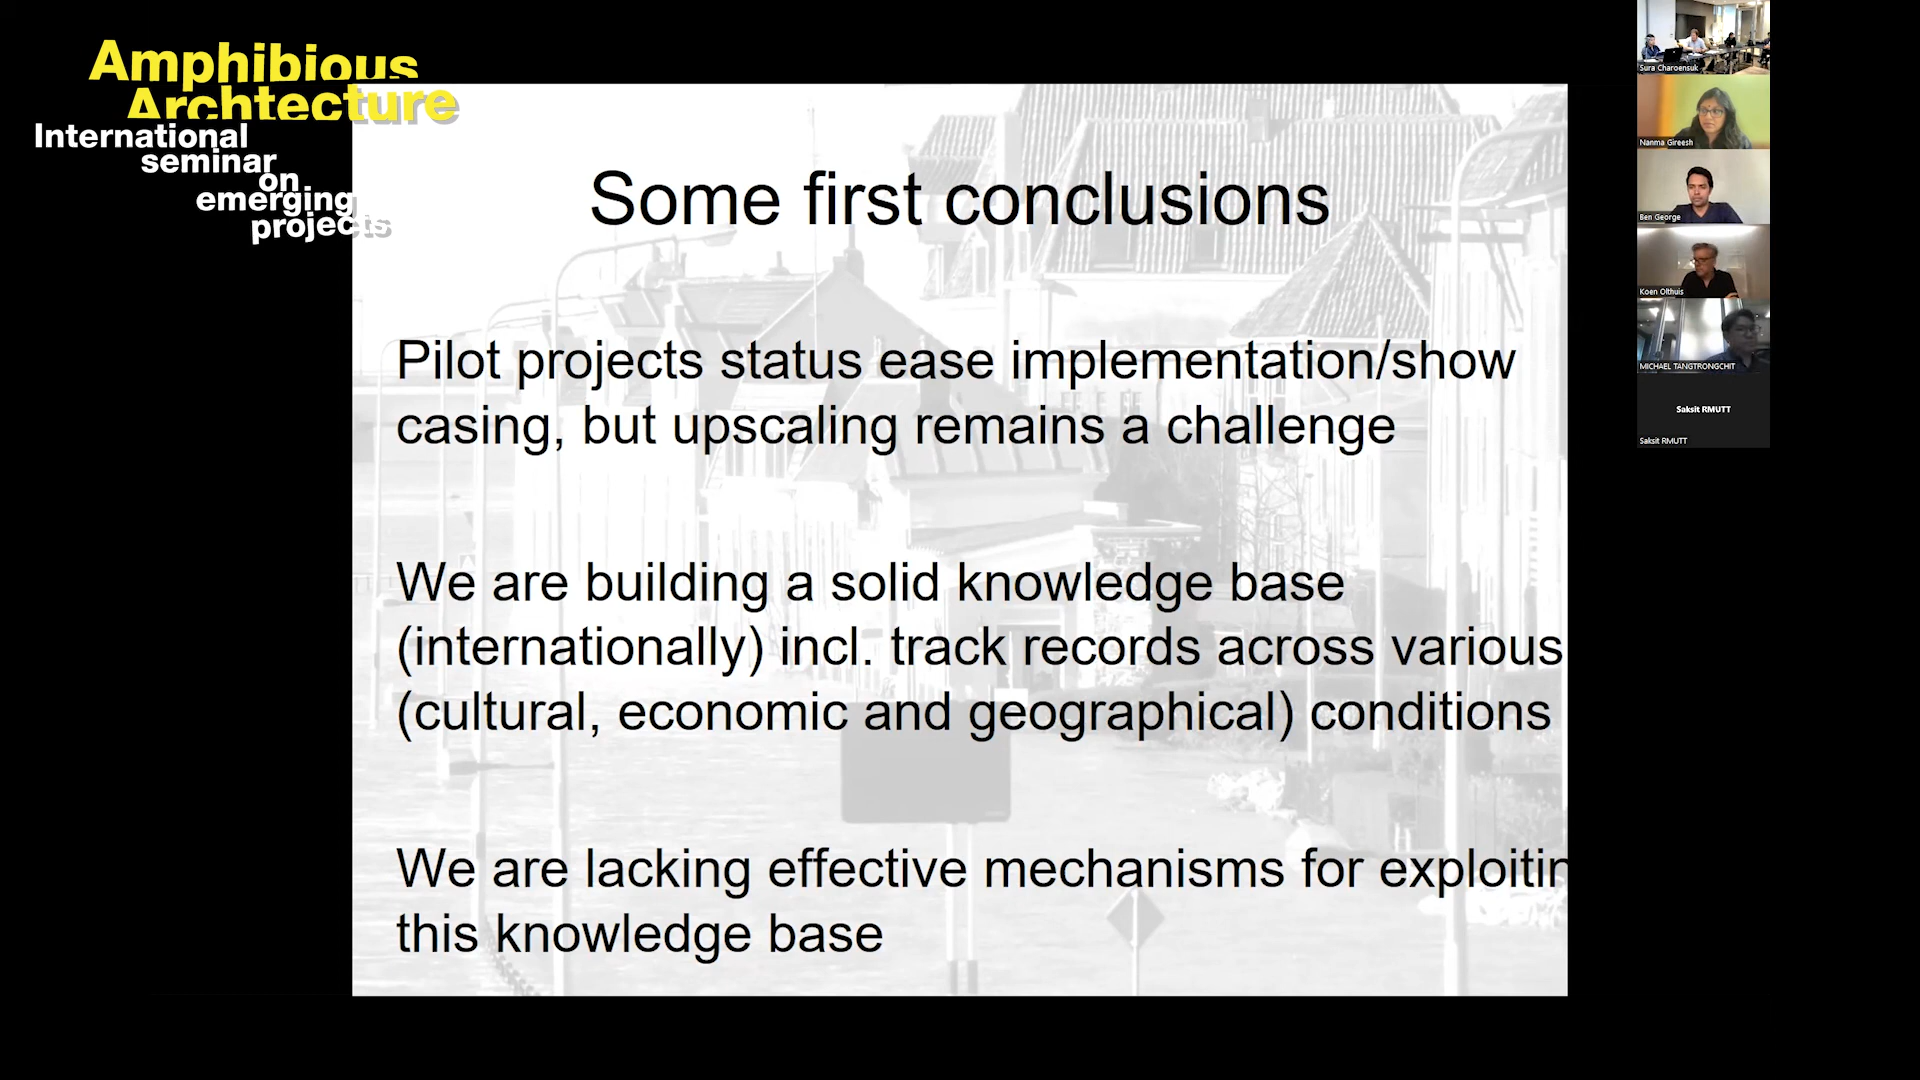 Amphibious
Archtecture
International
seminar
on
emerging
projects
Some first conclusions
Pilot projects status ease implementation/show
casing, but upscaling remains a challenge
We are building a solid knowledge base
(internationally) incl. track records across various
(cultural, economic and geographical) conditions
We are lacking effective mechanisms for exploitin
this knowledge base
Sura Charoensuk
Nanma Gireesh
Ben George
Koen Olthuis
MICHAEL TANGTRONGCHIT
Saksit RMUTT
Saksit RMUTT